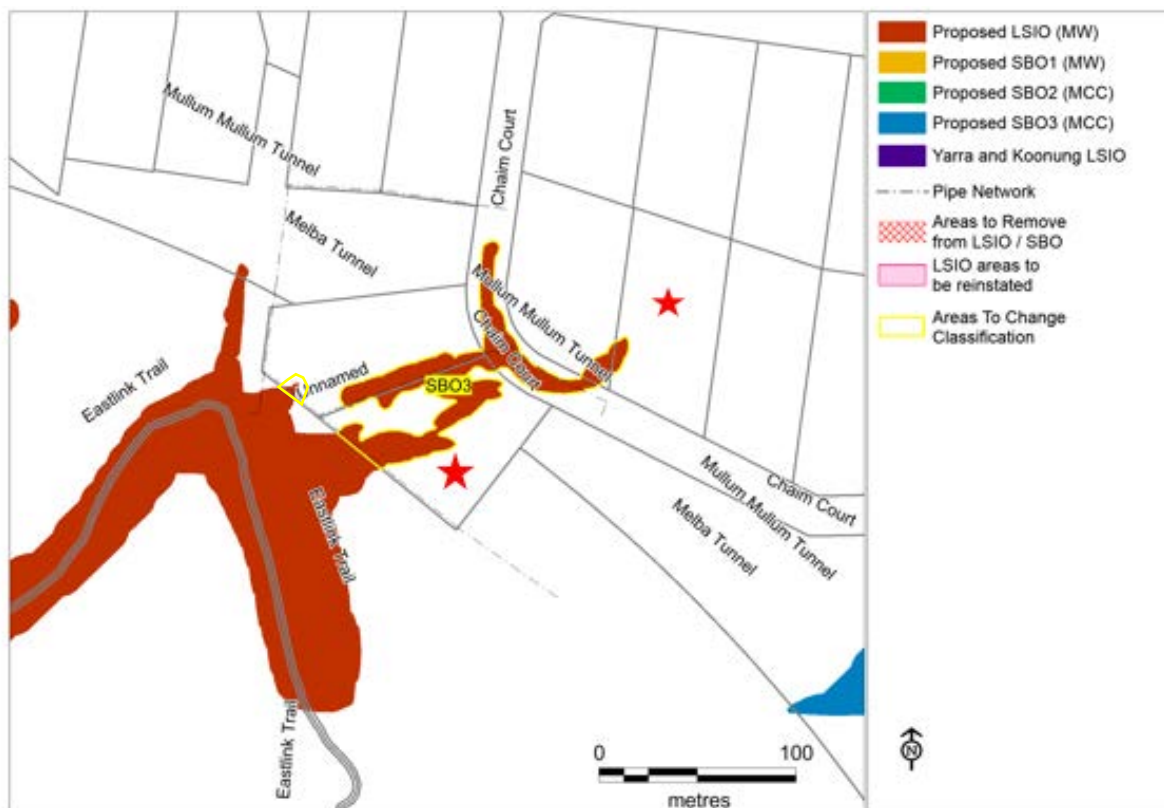 Mullum Mullum Tunnel
Chaim Court
Melba Tunnel
Mullum Mullum Tunnel
Chaim Court
Unnamed
SBO3
Eastlink Trail
Eastlink Trail
Chaim Court
Mullum Mullum Tunnel
Melba Tunnel
Eastlink Trail
0 100
metres
Proposed LSIO (MW)
Proposed SBO1 (MW)
Proposed SBO2 (MCC)
Proposed SBO3 (MCC)
Yarra and Koonung LSIO
Pipe Network
Areas to Remove
from LSIO / SBO
LSIO areas to
be reinstated
Areas To Change
Classification
N